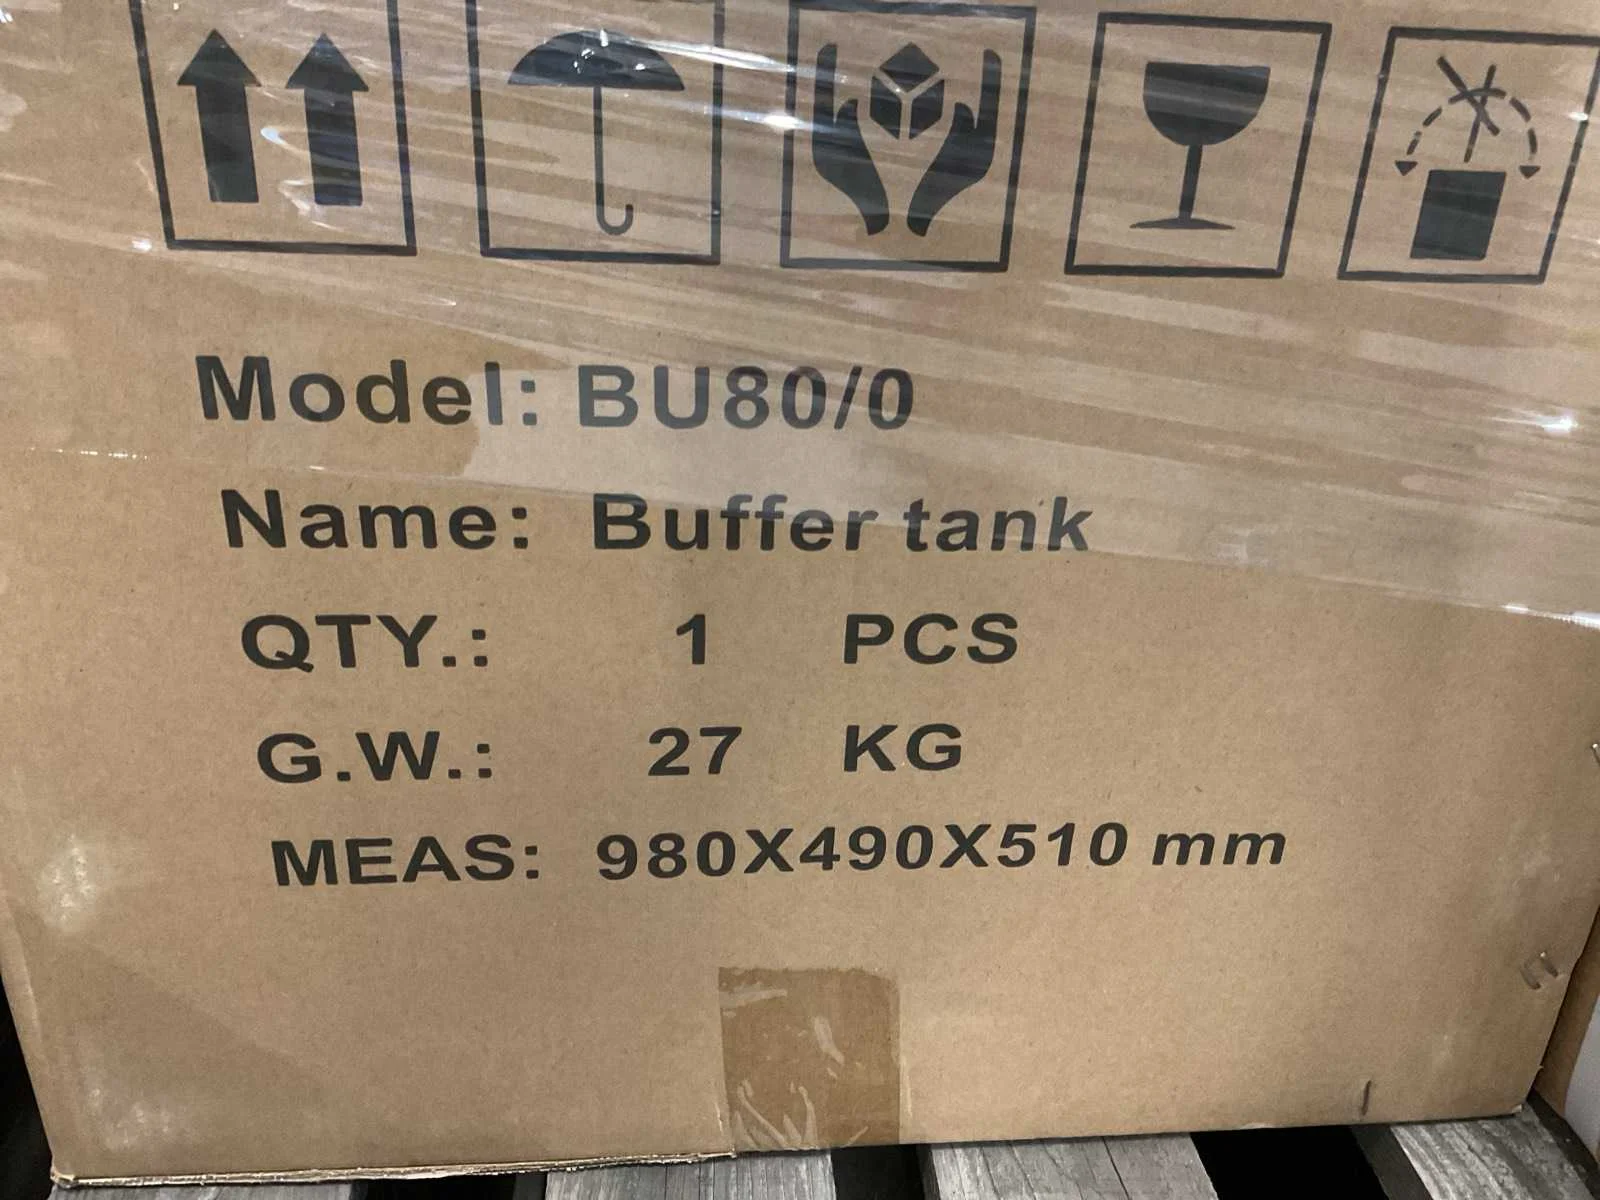 Model: BU80/0
Name: Buffer tank
QTY.: 1 PCS
G.W.: 27 KG
MEAS: 980X490X510 mm